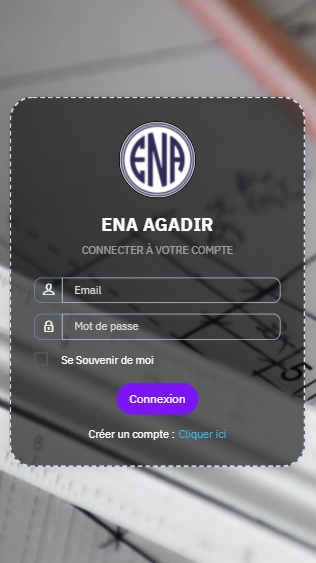 ENA
ENA AGADIR
CONNECTER À VOTRE COMPTE
Email
Mot de passe
Se Souvenir de moi
Connexion
Créer un compte : Cliquer ici